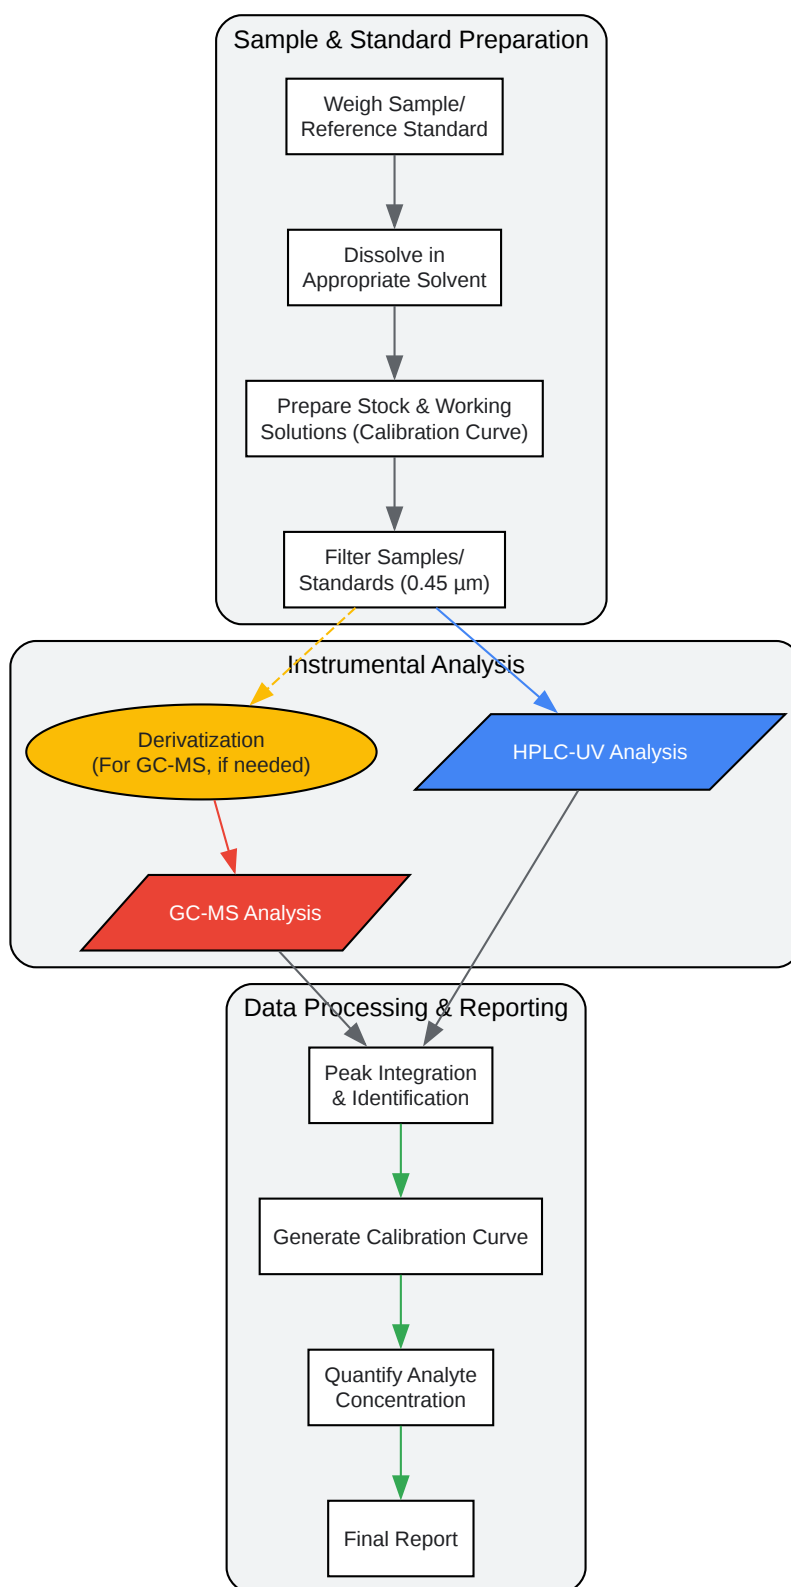 Sample & Standard Preparation
Weigh Sample/
Reference Standard
Dissolve in
Appropriate Solvent
Prepare Stock & Working
Solutions (Calibration Curve)
Filter Samples/
Standards (0.45 µm)
Instrumental Analysis
Derivatization
(For GC-MS, if needed)
HPLC-UV Analysis
GC-MS Analysis
Data Processing & Reporting
Peak Integration
& Identification
Generate Calibration Curve
Quantify Analyte
Concentration
Final Report